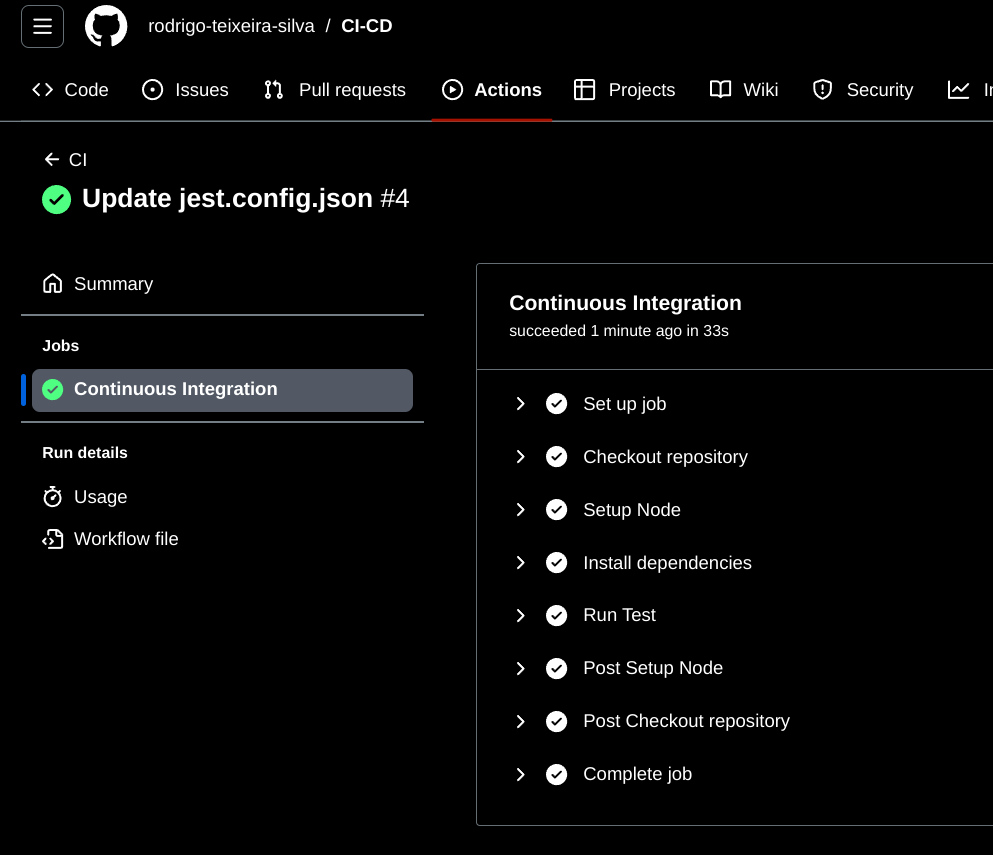 rodrigo-teixeira-silva / CI-CD
Code Issues Pull requests Actions Projects Wiki Security
CI
Update jest.config.json #4
Summary
Jobs
Continuous Integration
Run details
Usage
Workflow file
Continuous Integration
succeeded 1 minute ago in 33s
Set up job
Checkout repository
Setup Node
Install dependencies
Run Test
Post Setup Node
Post Checkout repository
Complete job